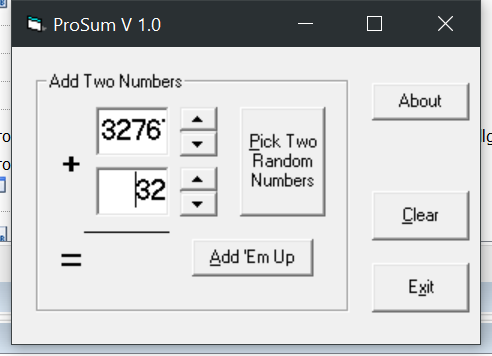 ProSum V 1.0
Add Two Numbers
3276
+
32
=
Pick Two
Random
Numbers
Add 'Em Up
About
Clear
Exit